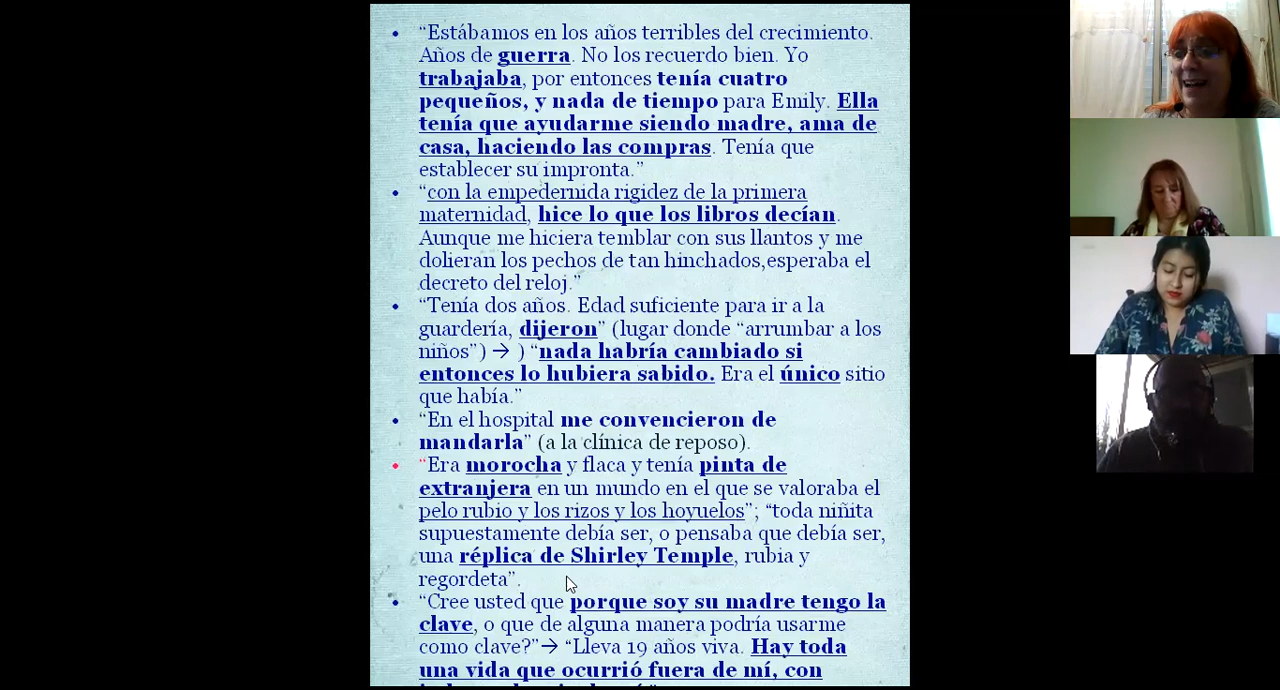 • “Estábamos en los años terribles del crecimiento.
Años de guerra. No los recuerdo bien. Yo
trabajaba, por entonces tenía cuatro
pequeños, y nada de tiempo para Emily. Ella
tenía que ayudarme siendo madre, ama de
casa, haciendo las compras. Tenía que
establecer su impronta.”
• “con la empedernida rigidez de la primera
maternidad, hice lo que los libros decían.
Aunque me hiriera temblar con sus llantos y me
dolieran los pechos de tan hinchados,esperaba el
decreto del reloj.”
• “Tenía dos años. Edad suficiente para ir a la
guardería, dijeron” (lugar donde “arrumbar a los
niños”) → ) “nada habría cambiado si
entonces lo hubiera sabido. Era el único sitio
que había.”
• “En el hospital me convencieron de
mandarla” (a la clínica de reposo).
• “Era morocha y flaca y tenía pinta de
extranjera en un mundo en el que se valoraba el
pelo rubio y los rizos y los hoyuelos”; “toda niñita
supuestamente debía ser, o pensaba que debía ser,
una réplica de Shirley Temple, rubia y
regordeta”.
• “Cree usted que porque soy su madre tengo la
clave, o que de alguna manera podría usarme
como clave?” → “Lleva 19 años viva. Hay toda
una vida que ocurrió fuera de mí, con